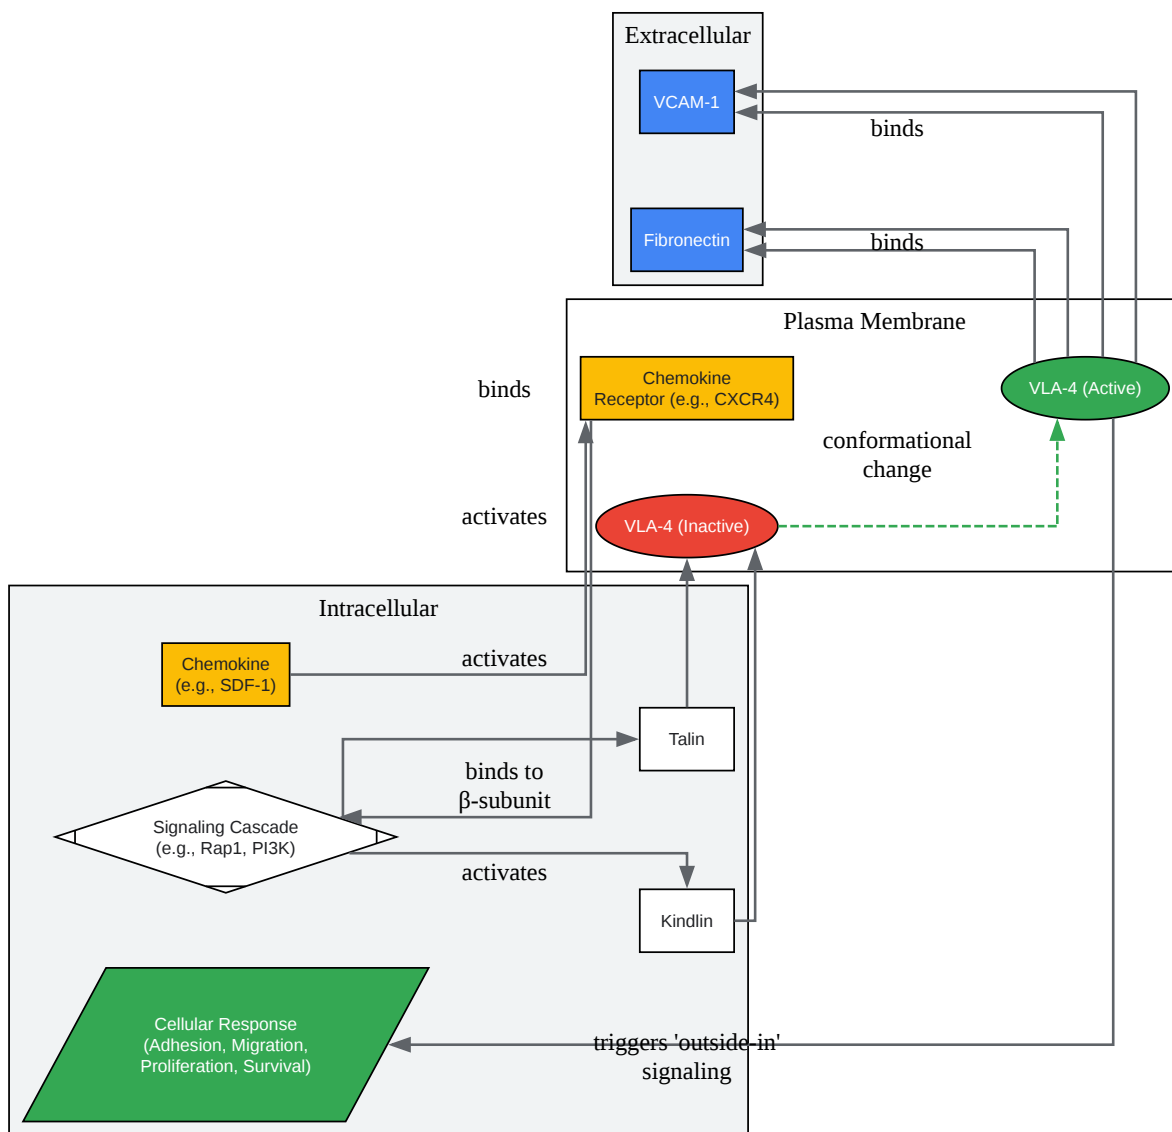 Extracellular
VCAM-1
binds
Fibronectin
binds
Plasma Membrane
binds
Chemokine
Receptor (e.g., CXCR4)
VLA-4 (Active)
conformational
change
activates
VLA-4 (Inactive)
Intracellular
activates
Chemokine
(e.g., SDF-1)
Talin
binds to
β-subunit
Signaling Cascade
(e.g., Rap1, PI3K)
activates
Kindlin
Cellular Response
(Adhesion, Migration,
Proliferation, Survival)
triggers 'outside-in'
signaling